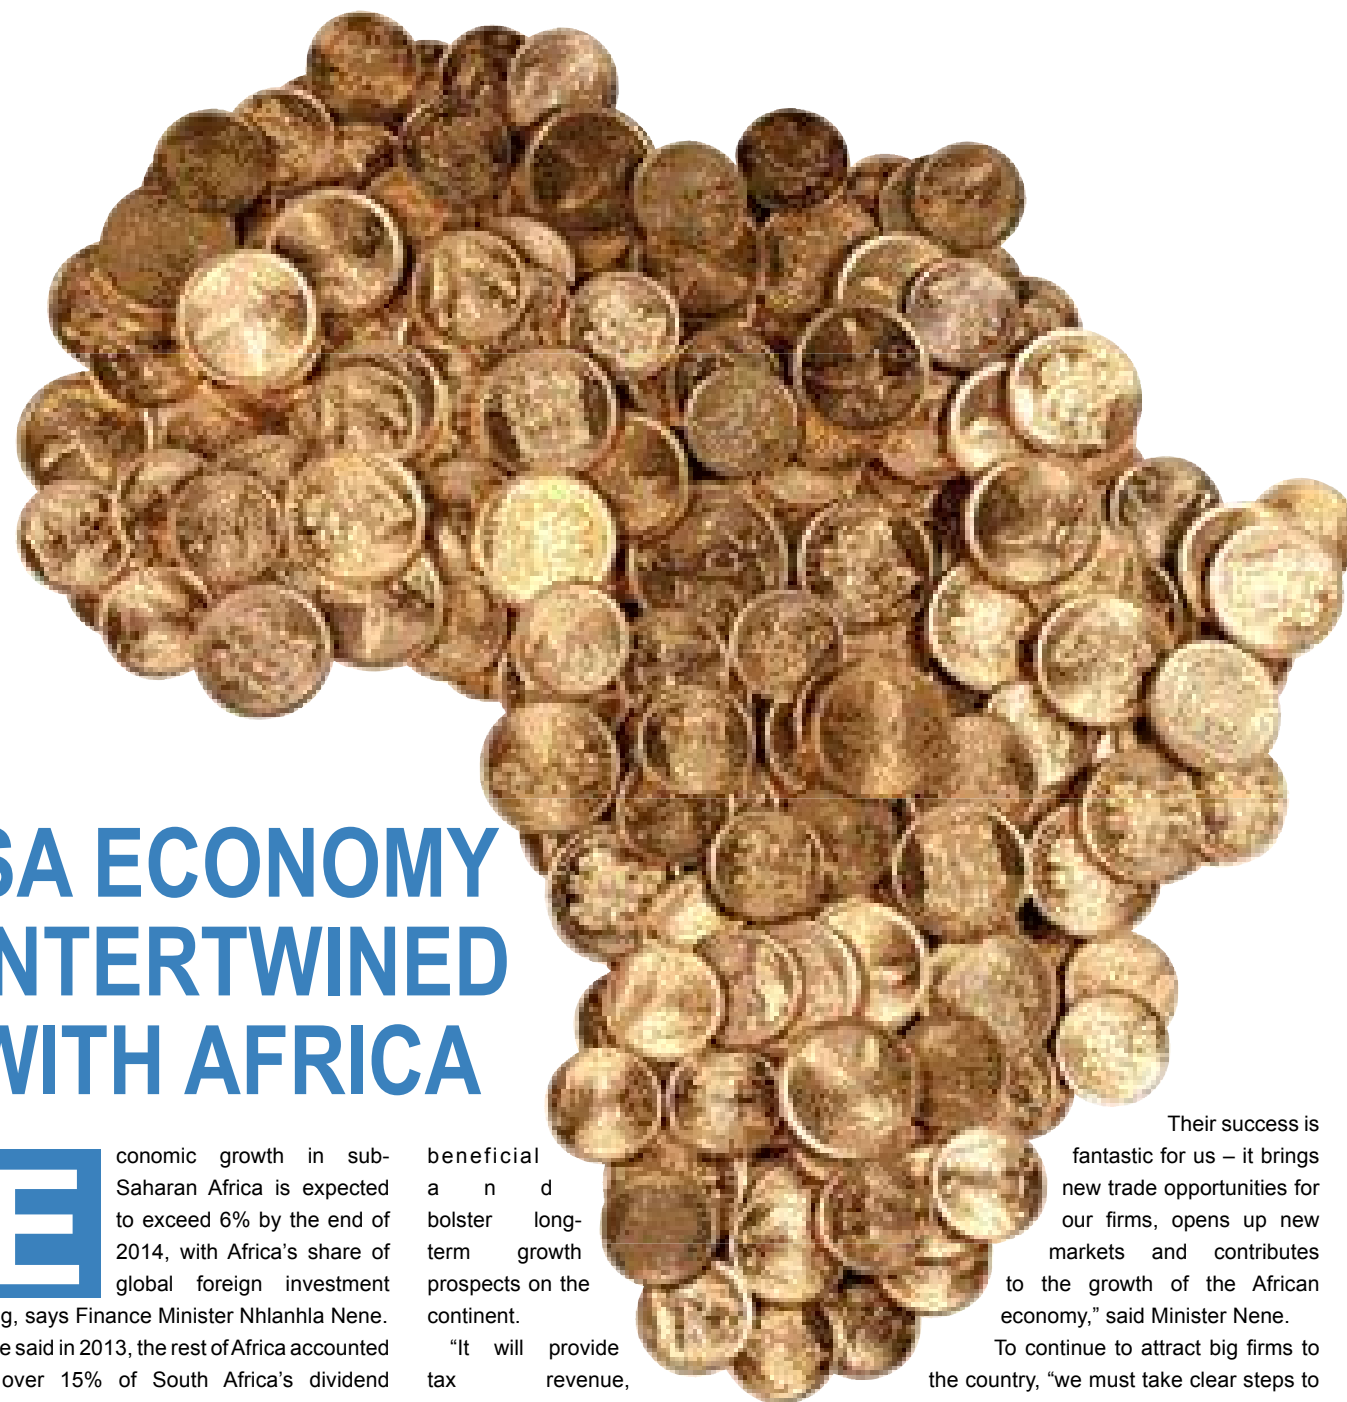 SA ECONOMY
NTERTWINED
WITH AFRICA
E
conomic growth in sub-
Saharan Africa is expected
to exceed 6% by the end of
2014, with Africa’s share of
global foreign investment
g, says Finance Minister Nhlanhla Nene.
e said in 2013, the rest of Africa accounted
over 15% of South Africa’s dividend
beneficial
a n d
bolster long-
term growth
prospects on the
continent.
“It will provide
tax revenue,
Their success is
fantastic for us – it brings
new trade opportunities for
our firms, opens up new
markets and contributes
to the growth of the African
economy,” said Minister Nene.
To continue to attract big firms to
the country, “we must take clear steps to